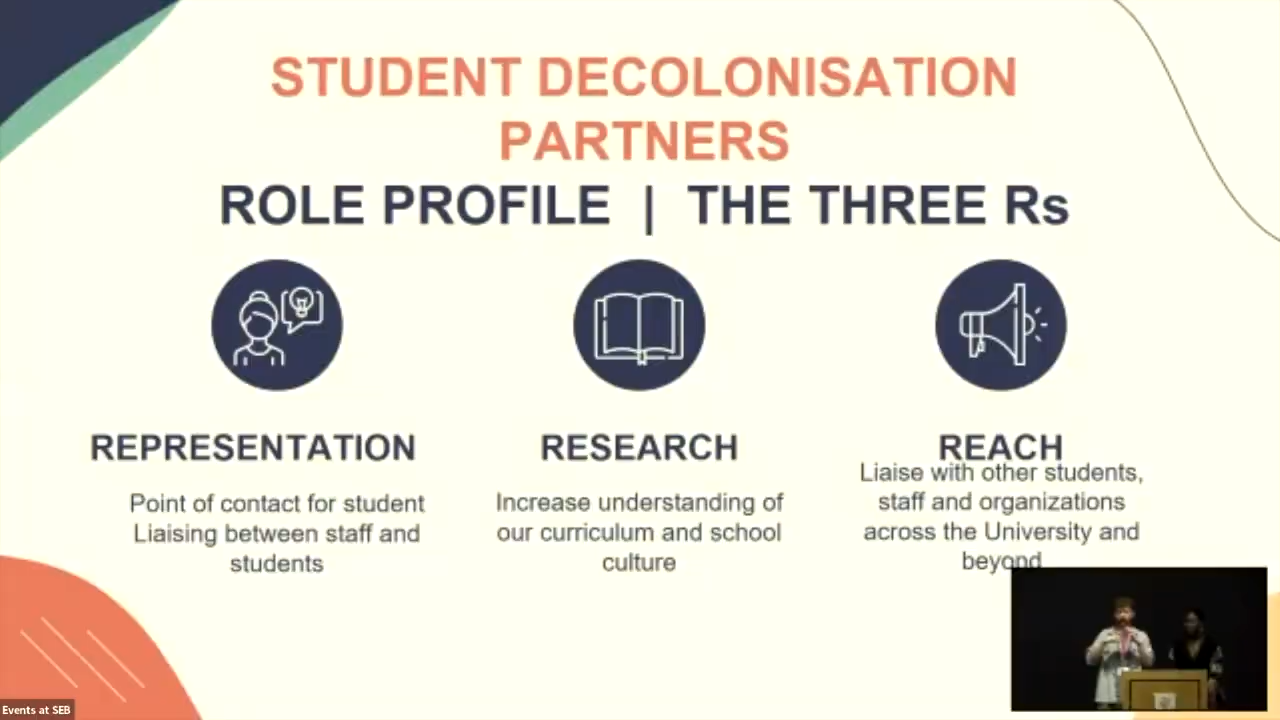 STUDENT DECOLONISATION
PARTNERS
ROLE PROFILE | THE THREE Rs
REPRESENTATION
Point of contact for student
Liaising between staff and
students
RESEARCH
Increase understanding of
our curriculum and school
culture
REACH
Liaise with other students,
staff and organizations
across the University and
beyond
Events at SEB